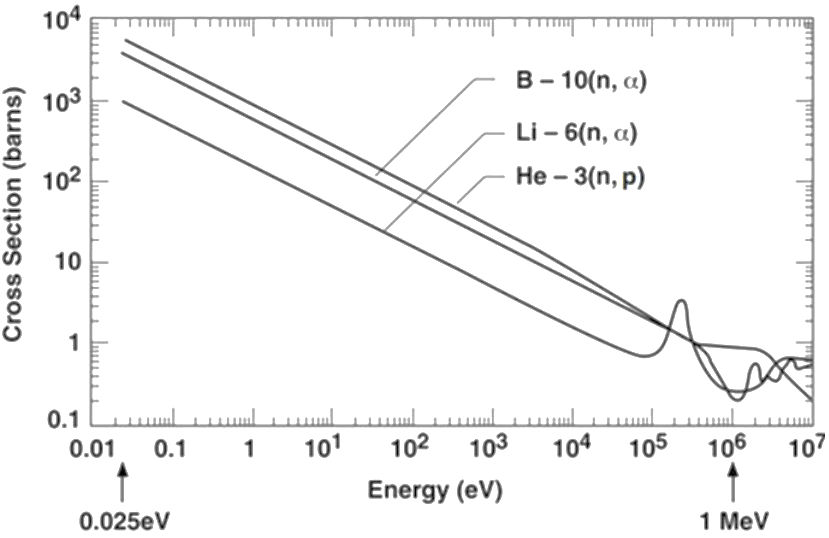 Cross Section (barns)
10⁴
10³
10²
10
1
0.1
B – 10(n, α)
Li – 6(n, α)
He – 3(n, p)
0.01 0.1 1 10¹ 10² 10³ 10⁴ 10⁵ 10⁶ 10⁷
Energy (eV)
0.025eV
1 MeV